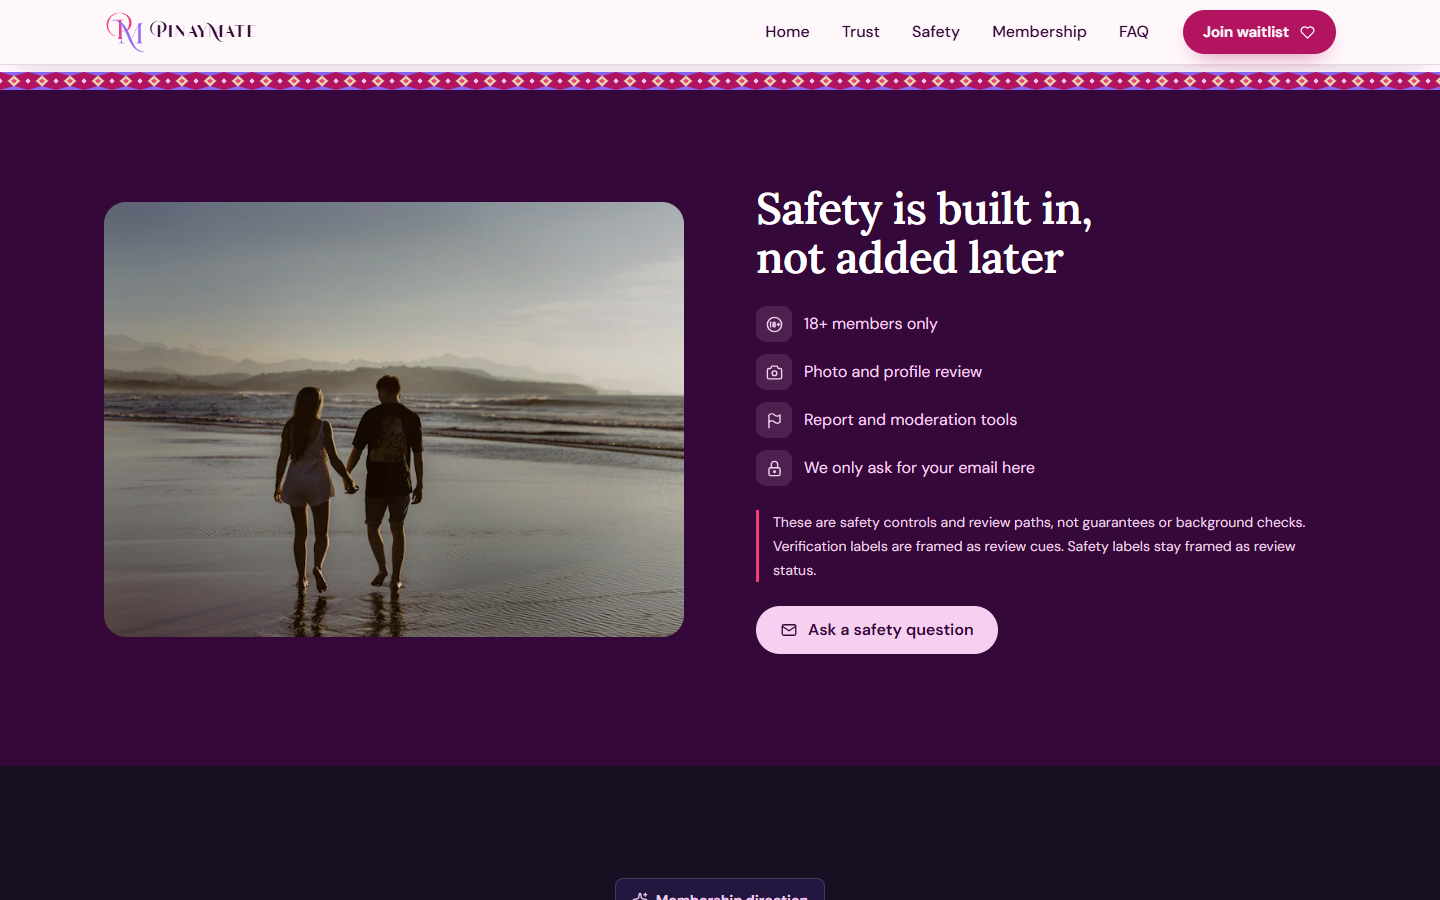 PM PINAYMATE
Home Trust Safety Membership FAQ Join waitlist
Safety is built in,
not added later
18+ members only
Photo and profile review
Report and moderation tools
We only ask for your email here
These are safety controls and review paths, not guarantees or background checks.
Verification labels are framed as review cues. Safety labels stay framed as review
status.
Ask a safety question
Membership direction